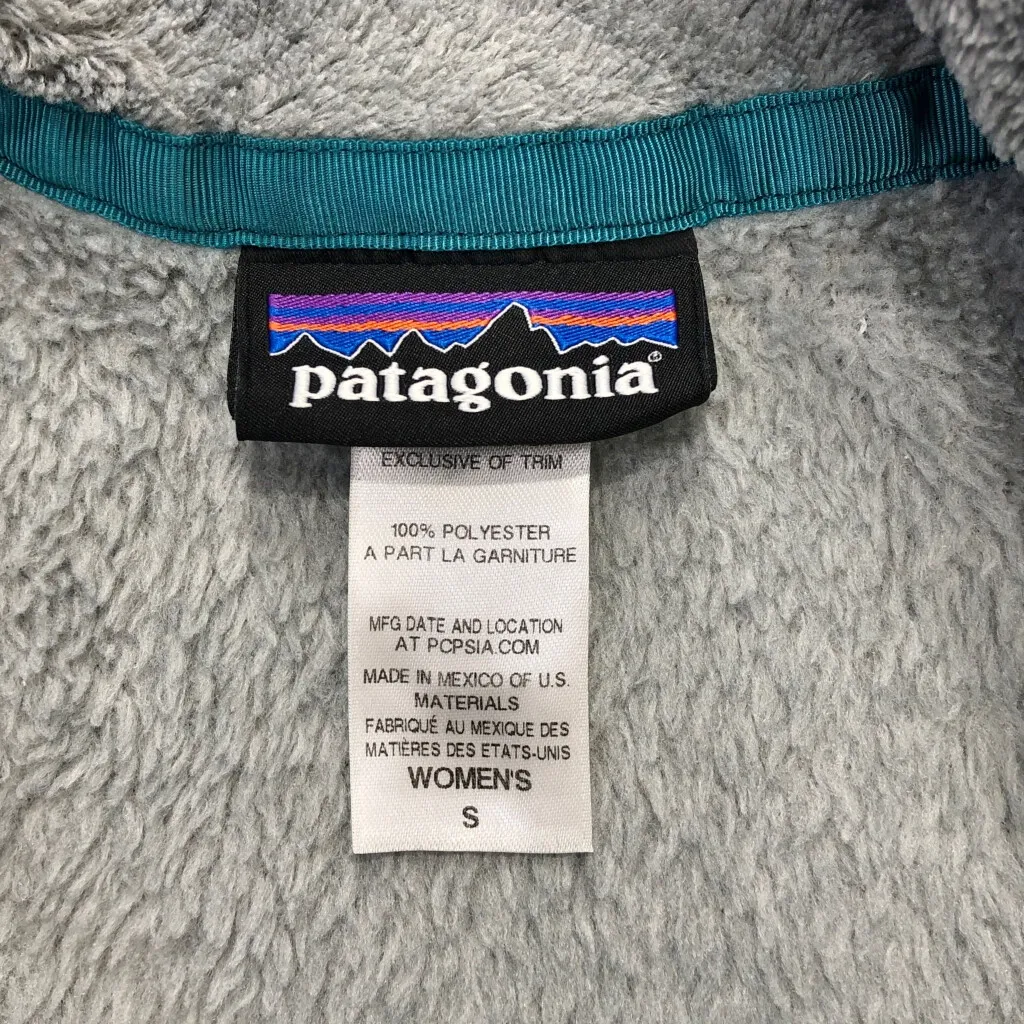 patagonia®
EXCLUSIVE OF TRIM
100% POLYESTER
A PART LA GARNITURE
MFG DATE AND LOCATION
AT PCPSIA.COM
MADE IN MEXICO OF U.S.
MATERIALS
FABRIQUÉ AU MEXIQUE DES
MATIÈRES DES ETATS-UNIS
WOMEN'S
S